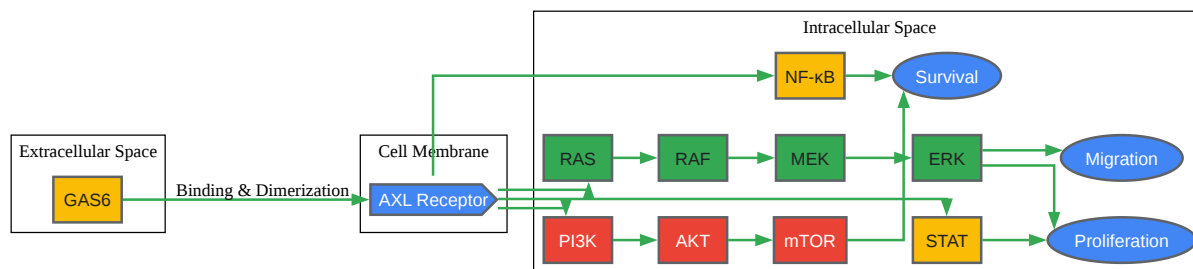 Intracellular Space
NF-κB
Survival
Extracellular Space
Cell Membrane
RAS
RAF
MEK
ERK
Migration
GAS6
Binding & Dimerization
AXL Receptor
PI3K
AKT
mTOR
STAT
Proliferation